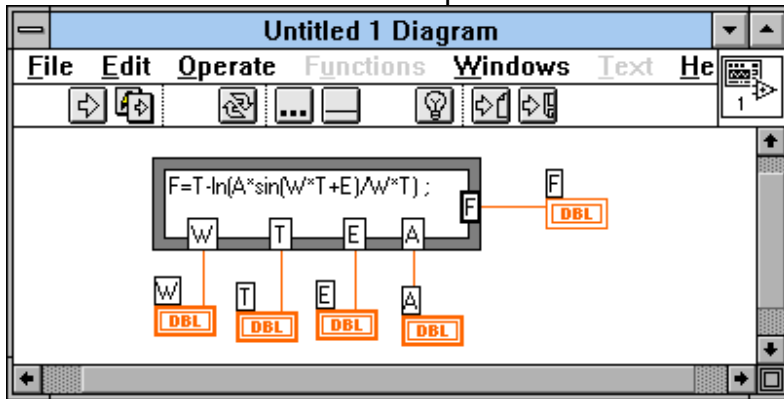 Untitled 1 Diagram
File Edit Operate Functions Windows Text He
1
F=T-ln(A*sin(W*T+E)/W*T) ;
F
F
DBL
W T E A
W T E A
DBL DBL DBL DBL